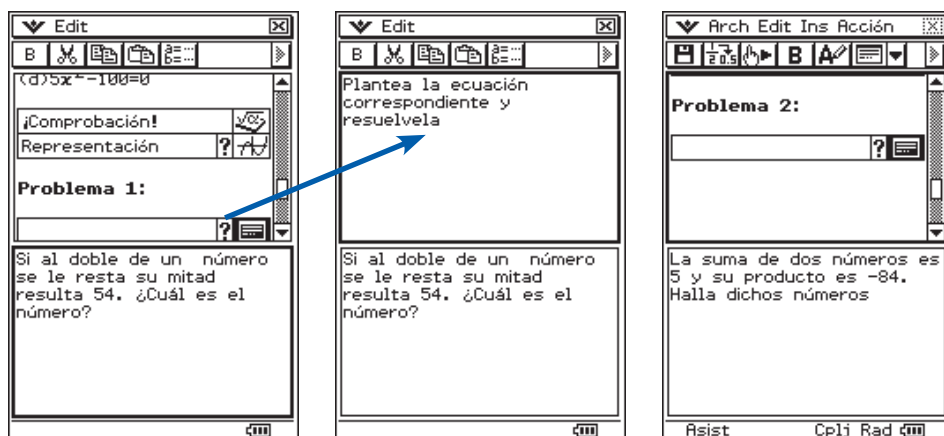 Edit
B
(d)5x²-100=0
¡Comprobación!
Representación ?
Problema 1:
?
Si al doble de un número
se le resta su mitad
resulta 54. ¿Cuál es el
número?
Edit
B
Plantea la ecuación
correspondiente y
resuelvela
Si al doble de un número
se le resta su mitad
resulta 54. ¿Cuál es el
número?
Arch Edit Ins Acción
B A
Problema 2:
?
La suma de dos números es
5 y su producto es -84.
Halla dichos números
Asist Cplj Rad